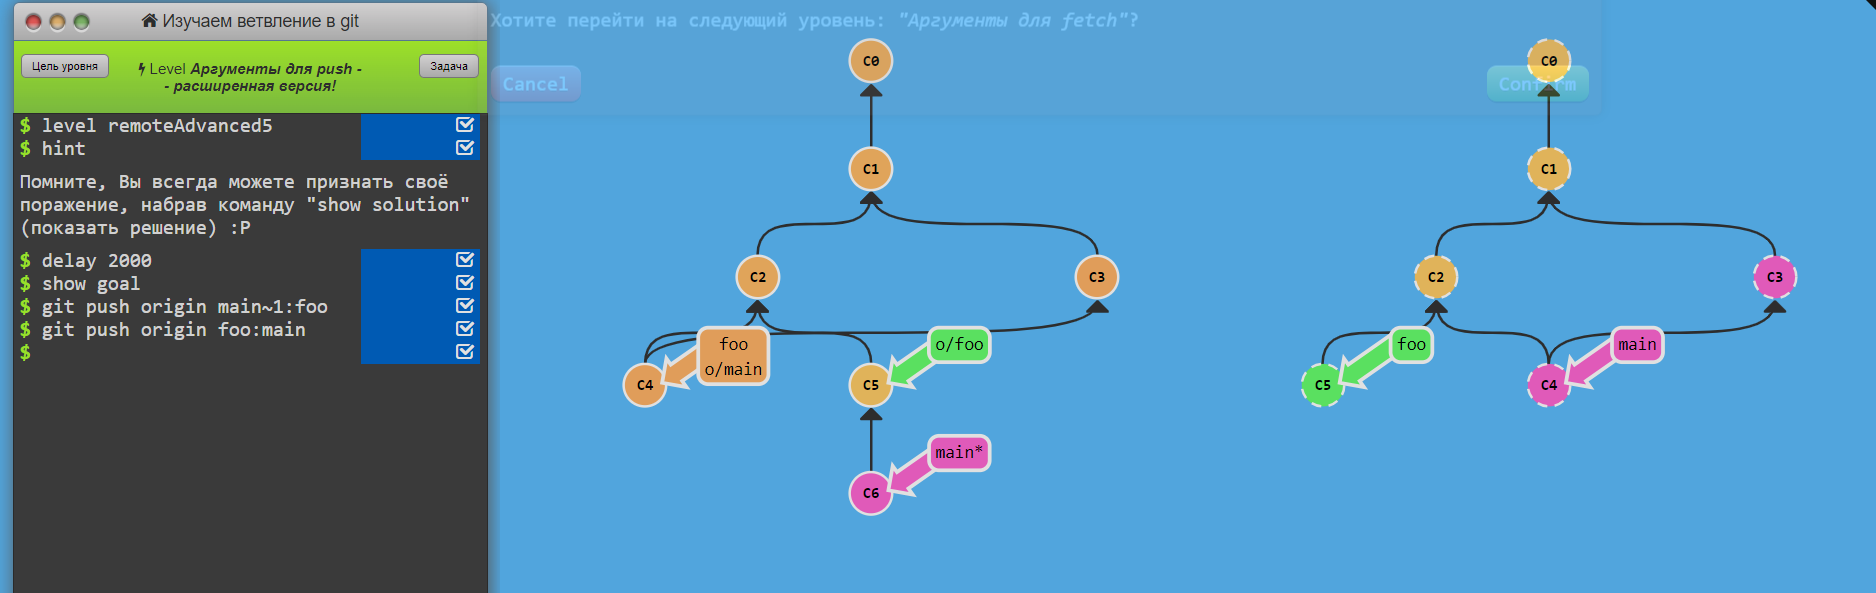 Изучаем ветвление в git
Цель уровня
Level Аргументы для push -
- расширенная версия!
Задача
$ level remoteAdvanced5
$ hint
Помните, Вы всегда можете признать своё
поражение, набрав команду "show solution"
(показать решение) :P
$ delay 2000
$ show goal
$ git push origin main~1:foo
$ git push origin foo:main
$
Хотите перейти на следующий уровень: "Аргументы для fetch"?
Cancel
Confirm
C0
C1
C2
C3
foo
o/main
o/foo
C4
C5
main*
C6
C0
C1
C2
C3
foo
main
C5
C4